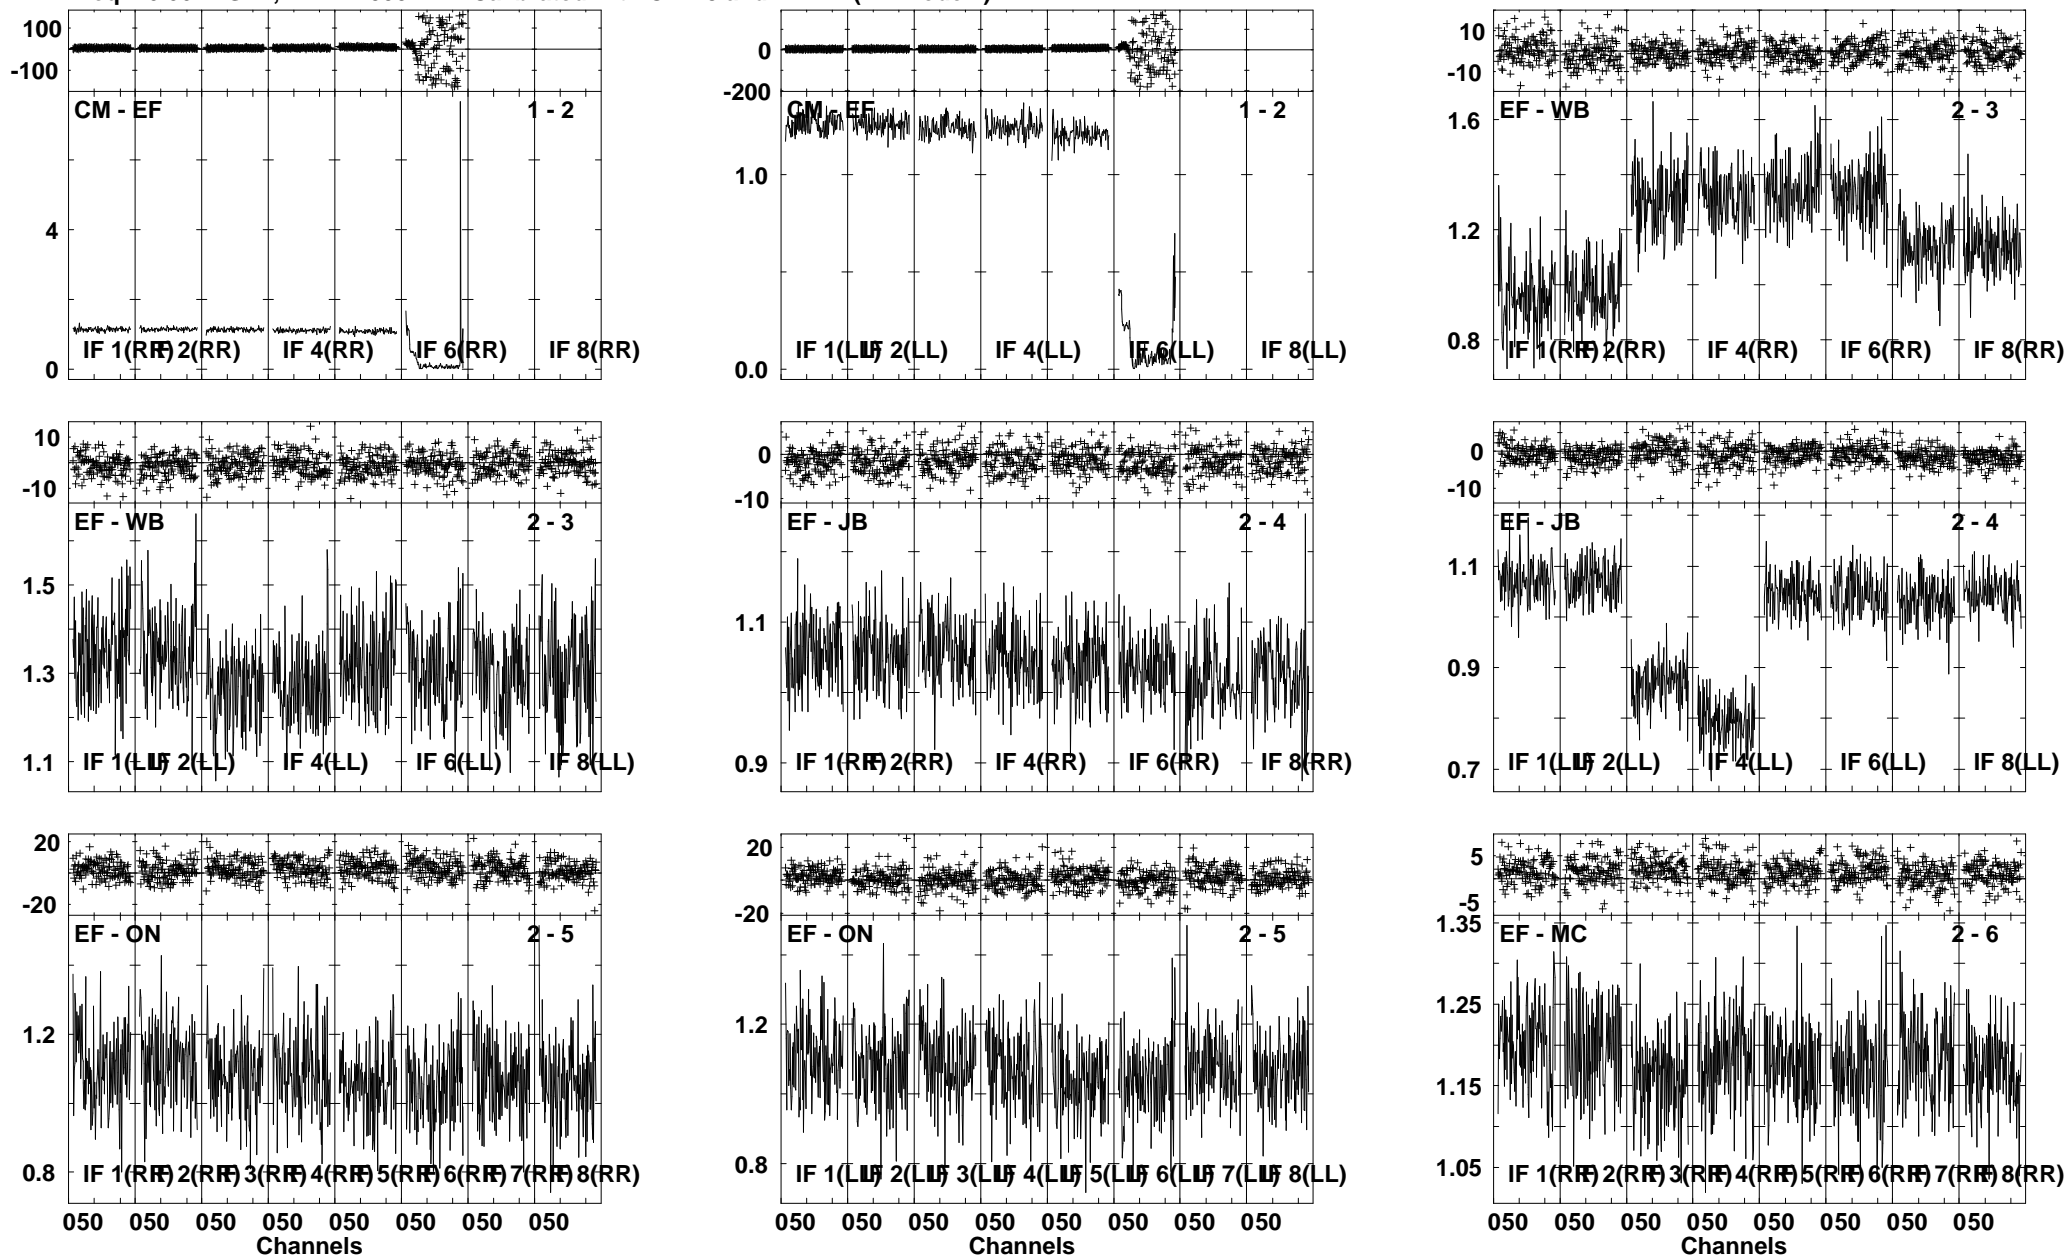 100
-100
CM - EF 1 - 2
4
0
IF 1(RR) IF 2(RR) IF 4(RR) IF 6(RR) IF 8(RR)
0
-200
CM - EF 1 - 2
1.0
0.0
IF 1(LL) IF 2(LL) IF 4(LL) IF 6(LL) IF 8(LL)
10
-10
EF - WB 2 - 3
1.6
1.2
0.8
IF 1(RR) IF 2(RR) IF 4(RR) IF 6(RR) IF 8(RR)
10
-10
EF - WB 2 - 3
1.5
1.3
1.1
IF 1(LL) IF 2(LL) IF 4(LL) IF 6(LL) IF 8(LL)
0
-10
EF - JB 2 - 4
1.1
0.9
IF 1(RR) IF 2(RR) IF 4(RR) IF 6(RR) IF 8(RR)
0
-10
EF - JB 2 - 4
1.1
0.9
0.7
IF 1(LL) IF 2(LL) IF 4(LL) IF 6(LL) IF 8(LL)
20
-20
EF - ON 2 - 5
1.2
0.8
IF 1(RR) IF 2(RR) IF 3(RR) IF 4(RR) IF 5(RR) IF 6(RR) IF 7(RR) IF 8(RR)
050 050 050 050 050 050 050 050
Channels
20
-20
EF - ON 2 - 5
1.2
0.8
IF 1(LL) IF 2(LL) IF 3(LL) IF 4(LL) IF 5(LL) IF 6(LL) IF 7(LL) IF 8(LL)
050 050 050 050 050 050 050 050
Channels
5
-5
EF - MC 2 - 6
1.35
1.25
1.15
1.05
IF 1(RR) IF 2(RR) IF 3(RR) IF 4(RR) IF 5(RR) IF 6(RR) IF 7(RR) IF 8(RR)
050 050 050 050 050 050 050 050
Channels